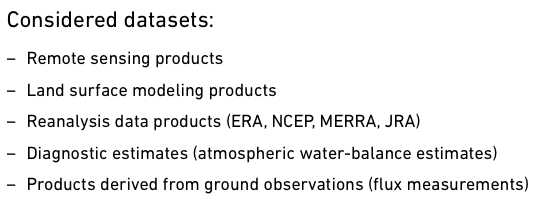 Considered datasets:
– Remote sensing products
– Land surface modeling products
– Reanalysis data products (ERA, NCEP, MERRA, JRA)
– Diagnostic estimates (atmospheric water-balance estimates)
– Products derived from ground observations (flux measurements)